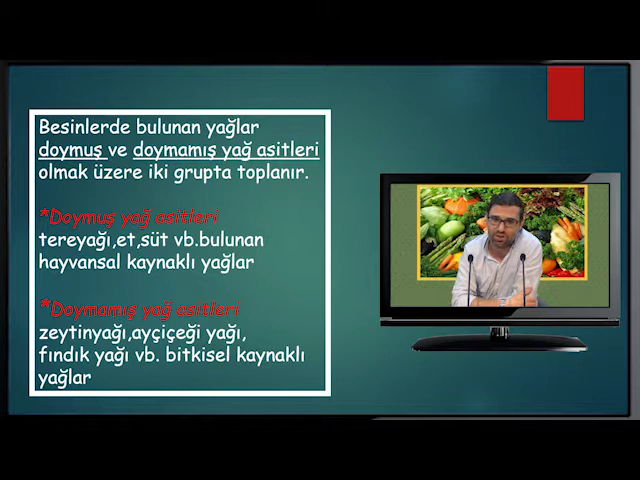 Besinlerde bulunan yağlar
doymuş ve doymamış yağ asitleri
olmak üzere iki grupta toplanır.
*Doymuş yağ asitleri
tereyağı,et,süt vb.bulunan
hayvansal kaynaklı yağlar
*Doymamış yağ asitleri
zeytinyağı,ayçiçeği yağı,
fındık yağı vb. bitkisel kaynaklı
yağlar